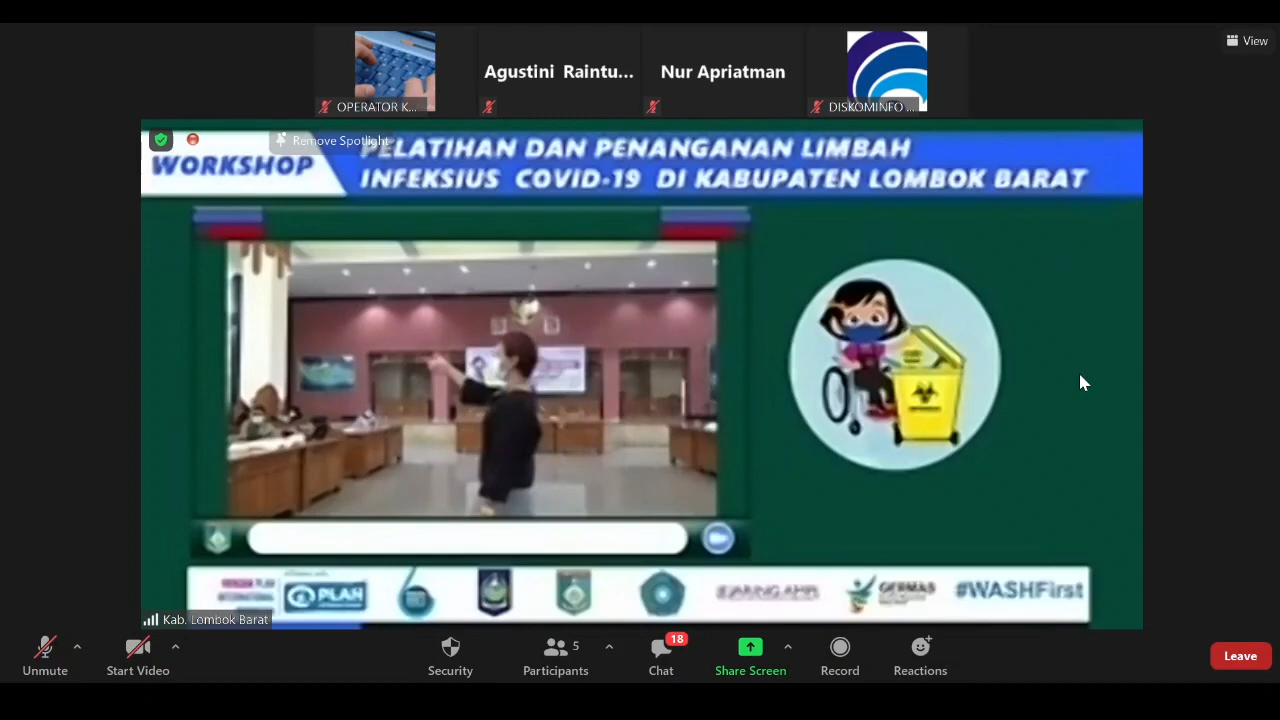 View
Agustini Raintu...
Nur Apriatman
OPERATOR K...
DISKOMINFO ...
Remove Spotlight
WORKSHOP
PELATIHAN DAN PENANGANAN LIMBAH
INFEKSIUS COVID-19 DI KABUPATEN LOMBOK BARAT
PLAN
GERMAS
#WASHFirst
Kab. Lombok Barat
5
18
Unmute
Start Video
Security
Participants
Chat
Share Screen
Record
Reactions
Leave